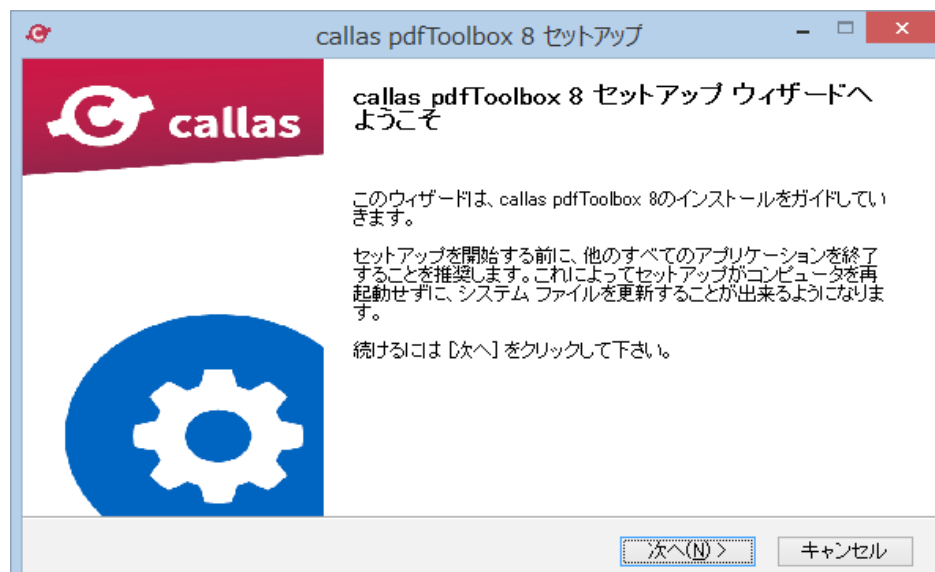 callas pdfToolbox 8 セットアップ
callas
callas pdfToolbox 8 セットアップ ウィザードへ
ようこそ
このウィザードは、callas pdfToolbox 8のインストールをガイドしてい
きます。
セットアップを開始する前に、他のすべてのアプリケーションを終了
することを推奨します。これによってセットアップがコンピュータを再
起動せずに、システム ファイルを更新することが出来るようになりま
す。
続けるには [次へ] をクリックして下さい。
次へ(N) >
キャンセル